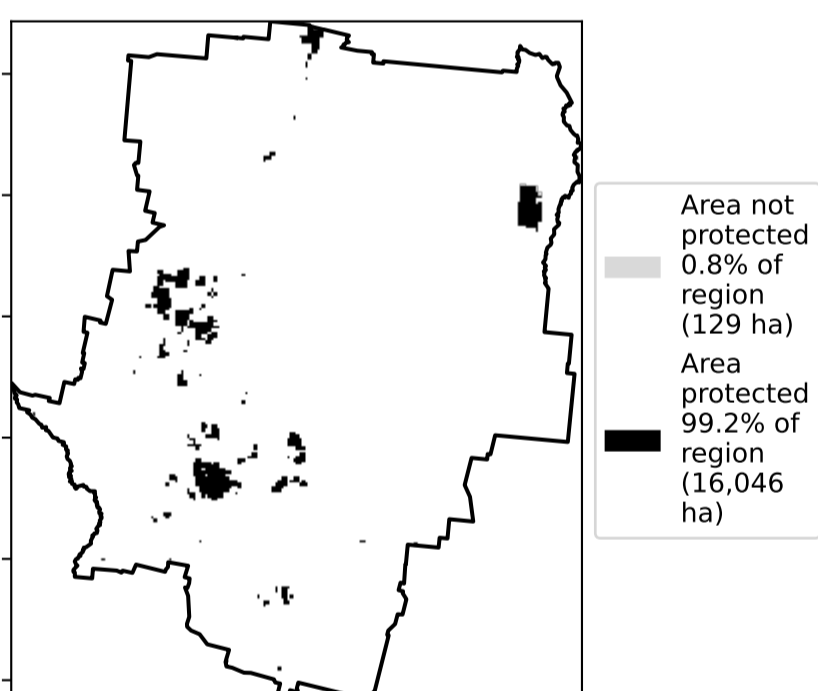 Area not
protected
0.8% of
region
(129 ha)
Area
protected
99.2% of
region
(16,046
ha)